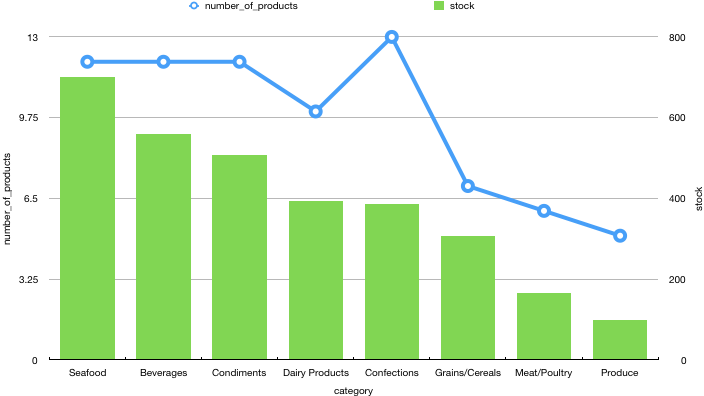 number_of_products stock
13 800
9.75 600
6.5 400
3.25 200
0 0
number_of_products
stock
Seafood Beverages Condiments Dairy Products Confections Grains/Cereals Meat/Poultry Produce
category